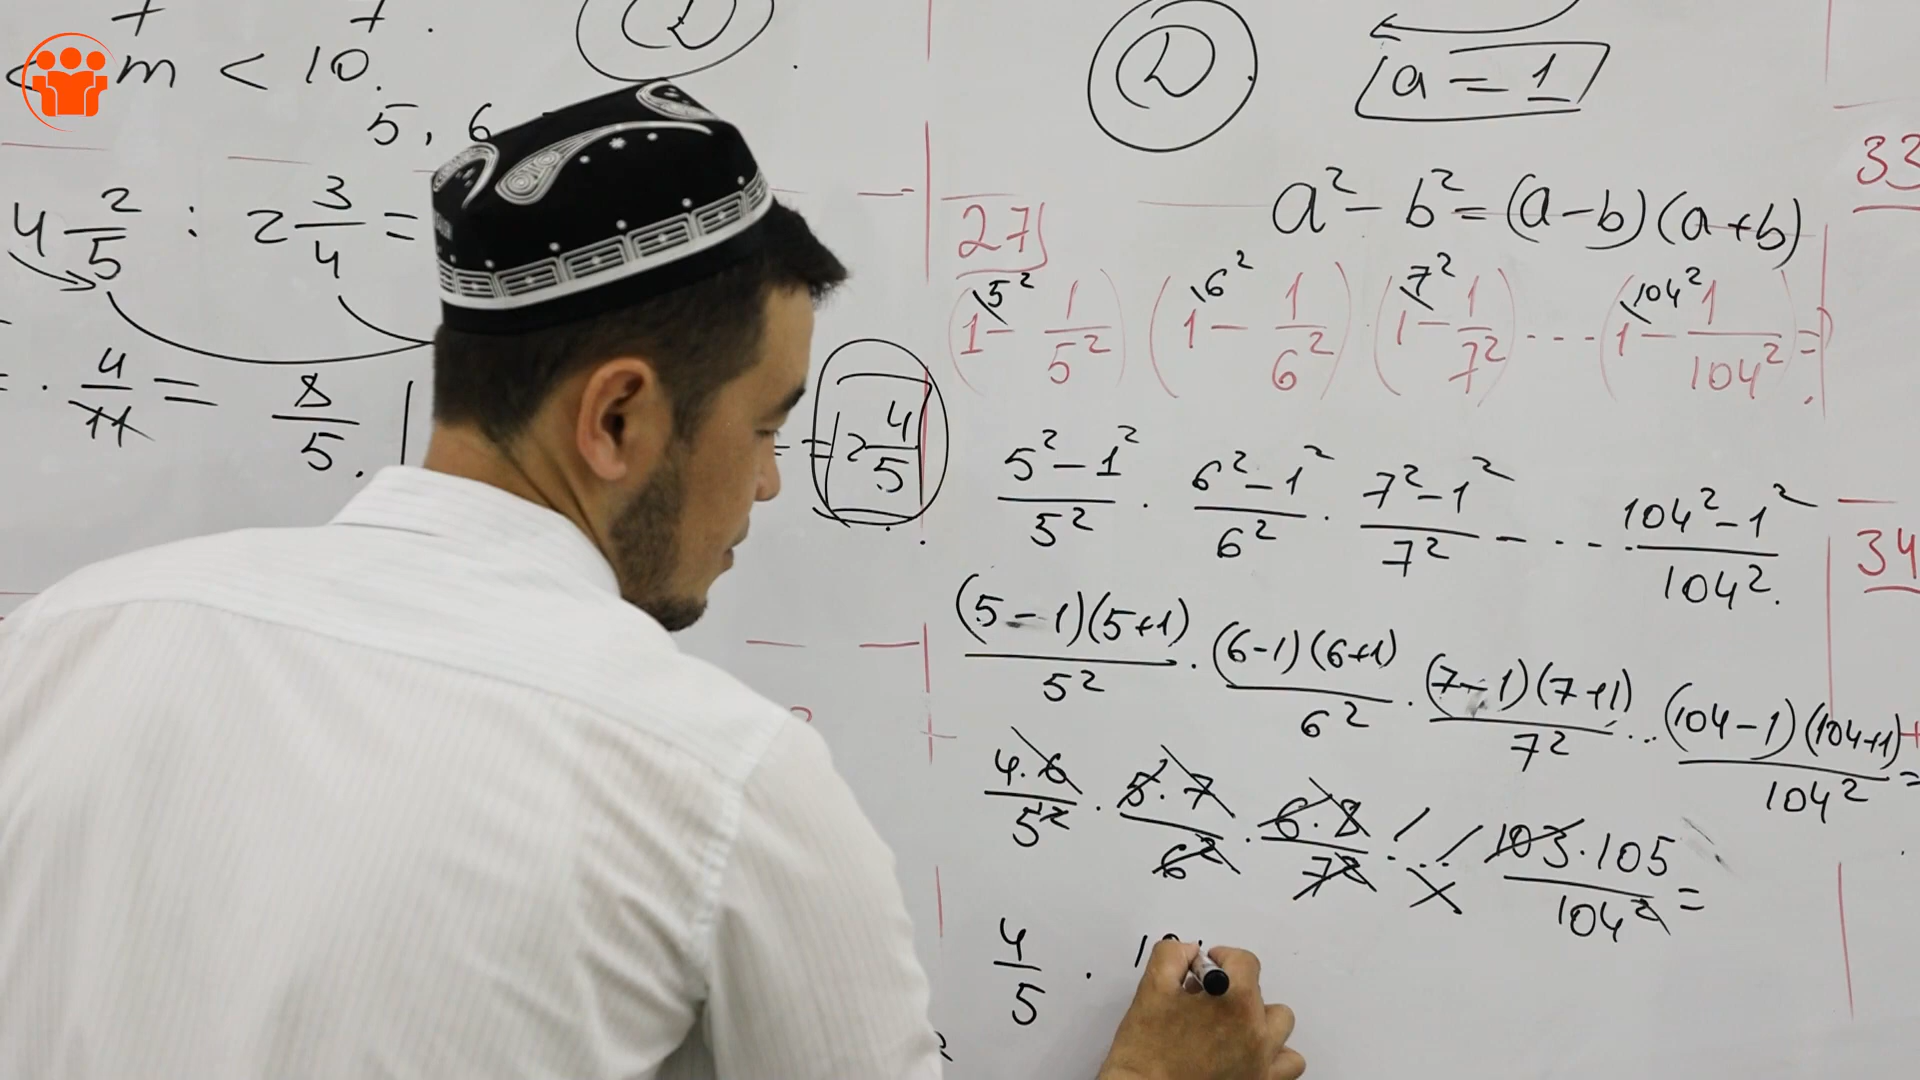 < m < 10.
5, 6
4 2/5 : 2 3/4 =
= · 4/11 = 8/5.
= 2 4/5
D
a = 1
27
a² - b² = (a-b)(a+b)
5² 6² 7² 104²
(1 - 1/5²) (1 - 1/6²) · (1 - 1/7²) ···· (1 - 1/104²) = ?
(5² - 1²)/5² · (6² - 1²)/6² · (7² - 1²)/7² ···· (104² - 1²)/104².
(5-1)(5+1)/5² · (6-1)(6+1)/6² · (7-1)(7+1)/7² ... (104-1)(104+1)/104² =
4·6/5² · 5·7/6² · 6·8/7² ... 103·105/104² =
4/5 ·
33
34